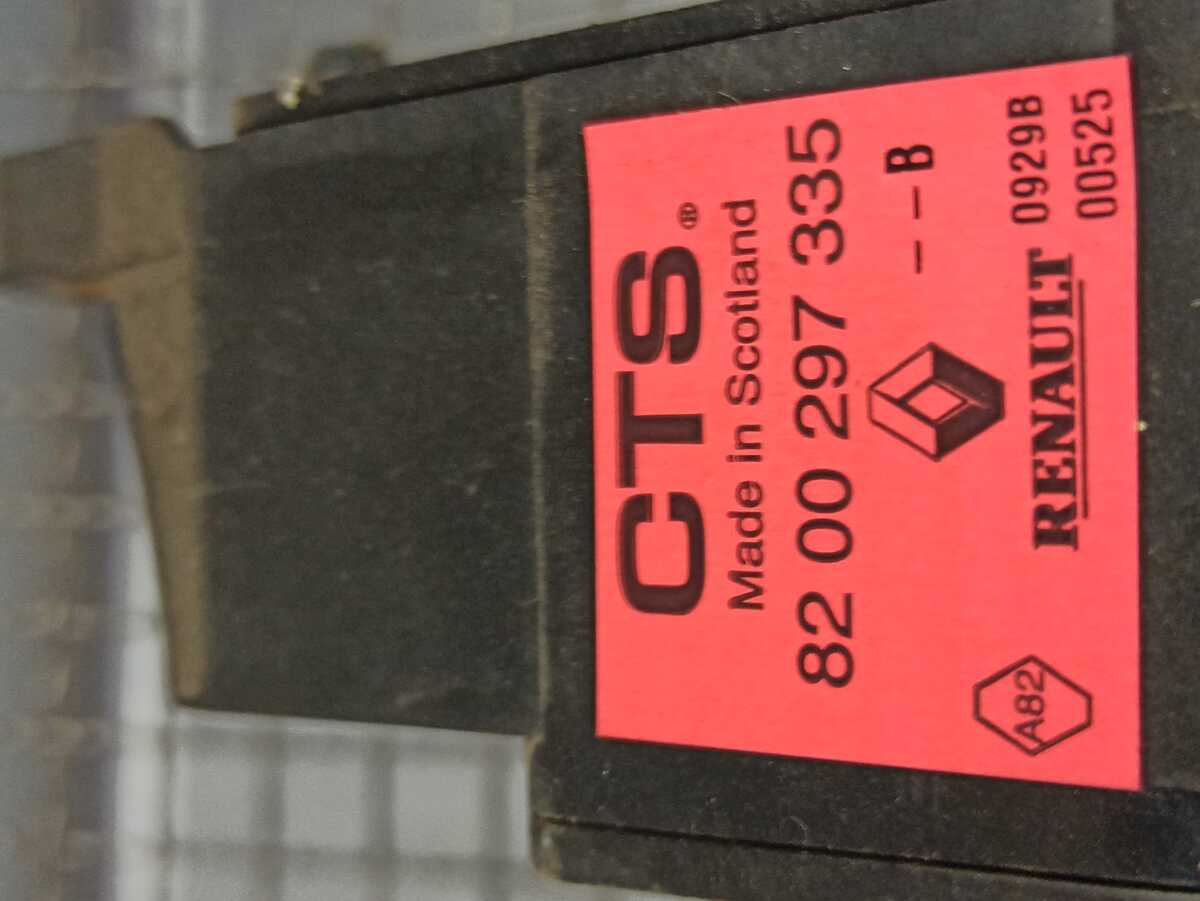 CTS®
Made in Scotland
82 00 297 335
-- B
RENAULT 0929B
00525
A82